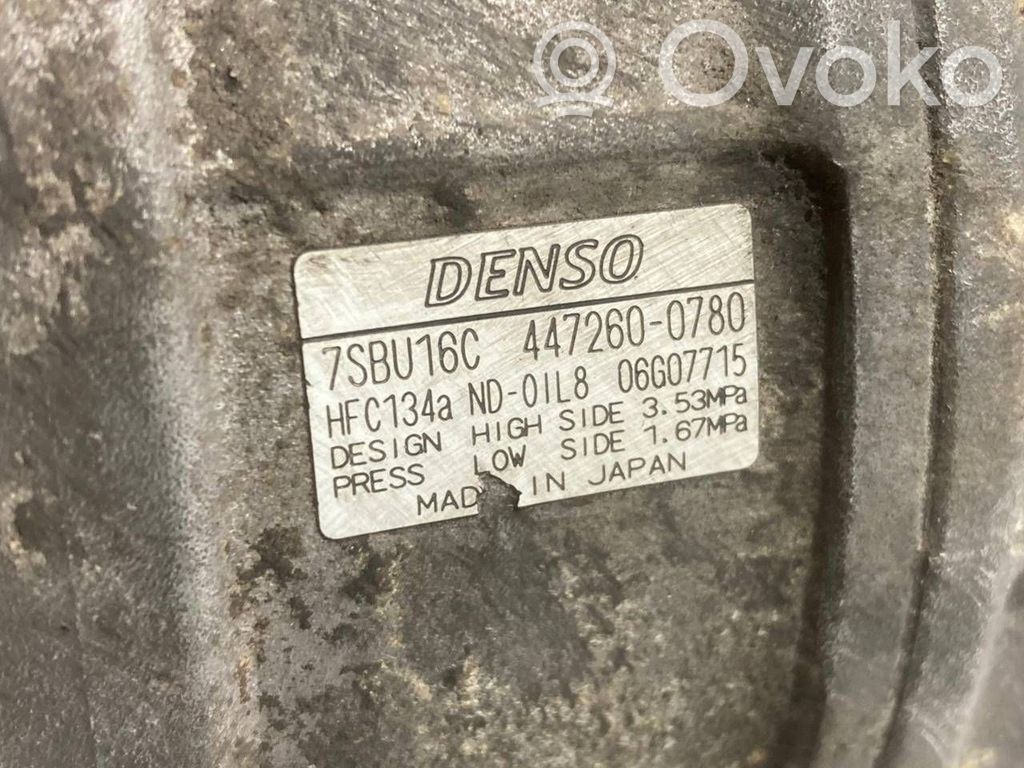 Ovoko
DENSO
7SBU16C 447260-0780
HFC134a ND-OIL8 06G07715
DESIGN HIGH SIDE 3.53MPa
PRESS LOW SIDE 1.67MPa
MAD IN JAPAN